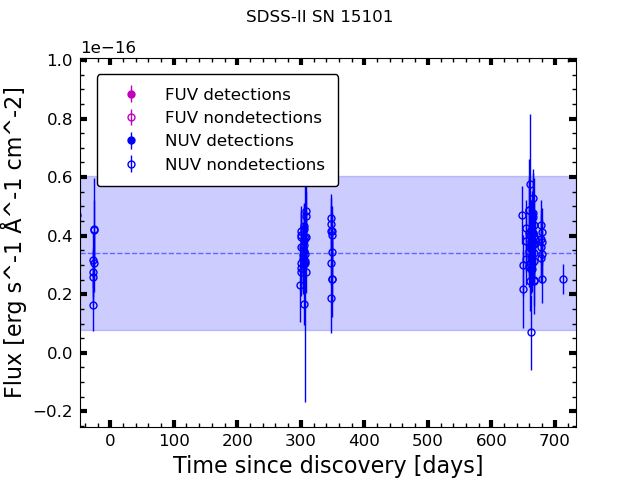 SDSS-II SN 15101
1e−16
1.0
0.8
0.6
0.4
0.2
0.0
−0.2
Flux [erg s^-1 Å^-1 cm^-2]
FUV detections
FUV nondetections
NUV detections
NUV nondetections
0 100 200 300 400 500 600 700
Time since discovery [days]